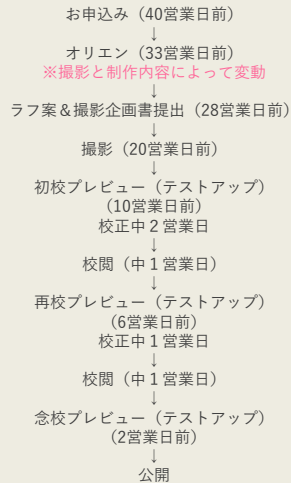 お申込み（40営業日前）
↓
オリエン（33営業日前）
※撮影と制作内容によって変動
↓
ラフ案＆撮影企画書提出（28営業日前）
↓
撮影（20営業日前）
↓
初校プレビュー（テストアップ）
（10営業日前）
校正中２営業日
↓
校閲（中１営業日）
↓
再校プレビュー（テストアップ）
（6営業日前）
校正中１営業日
↓
校閲（中１営業日）
↓
念校プレビュー（テストアップ）
（2営業日前）
↓
公開